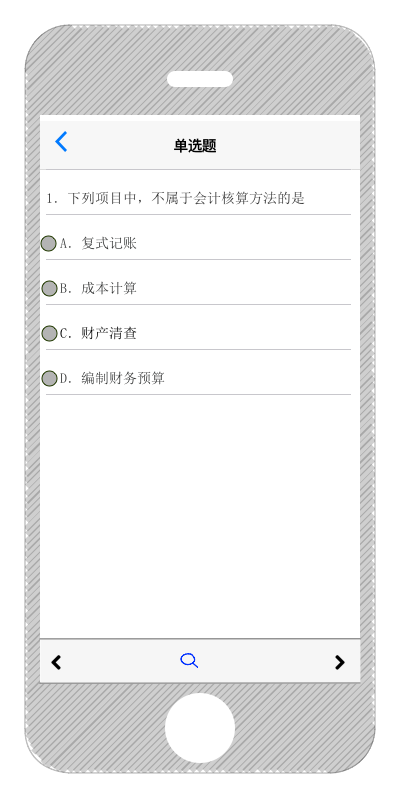 单选题
1. 下列项目中，不属于会计核算方法的是
A. 复式记账
B. 成本计算
C. 财产清查
D. 编制财务预算